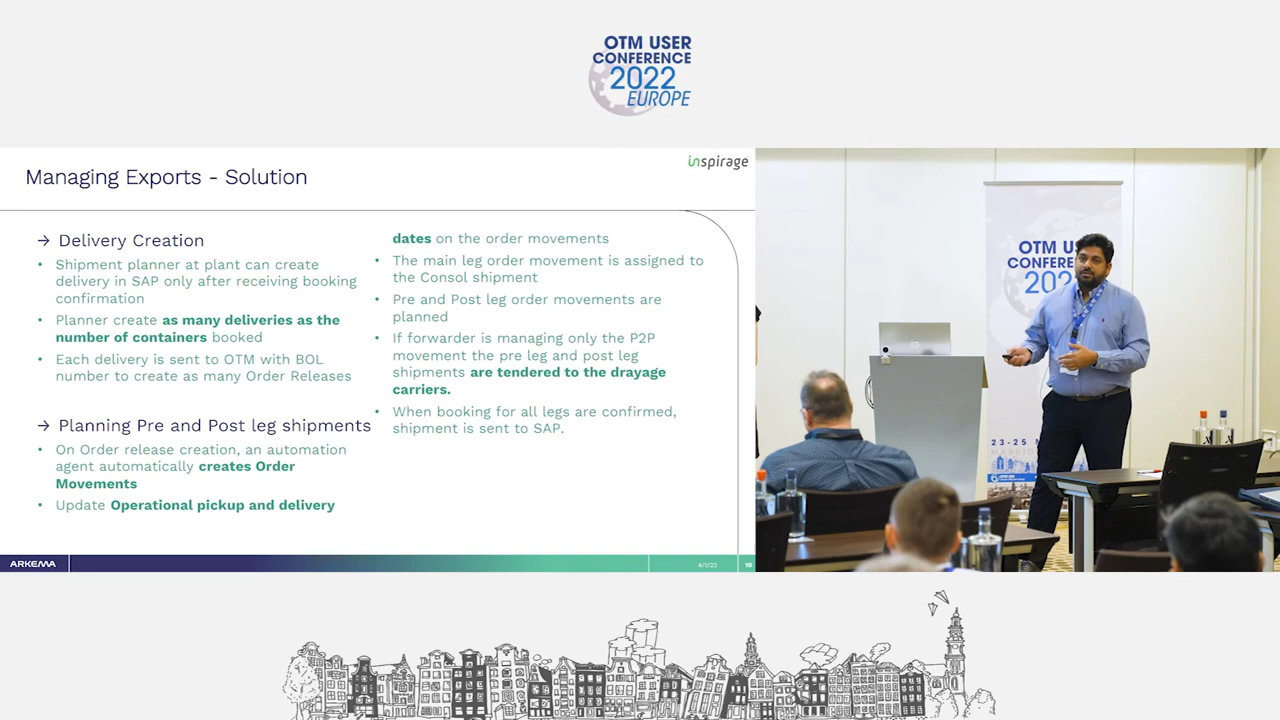 OTM USER
CONFERENCE
2022
EUROPE
inspirage
Managing Exports - Solution
→ Delivery Creation
• Shipment planner at plant can create
delivery in SAP only after receiving booking
confirmation
• Planner create as many deliveries as the
number of containers booked
• Each delivery is sent to OTM with BOL
number to create as many Order Releases
→ Planning Pre and Post leg shipments
• On Order release creation, an automation
agent automatically creates Order
Movements
• Update Operational pickup and delivery
dates on the order movements
• The main leg order movement is assigned to
the Consol shipment
• Pre and Post leg order movements are
planned
• If forwarder is managing only the P2P
movement the pre leg and post leg
shipments are tendered to the drayage
carriers.
• When booking for all legs are confirmed,
shipment is sent to SAP.
ARKEMA
4/1/22
OTM US
CONFEREN
202
23-25 M